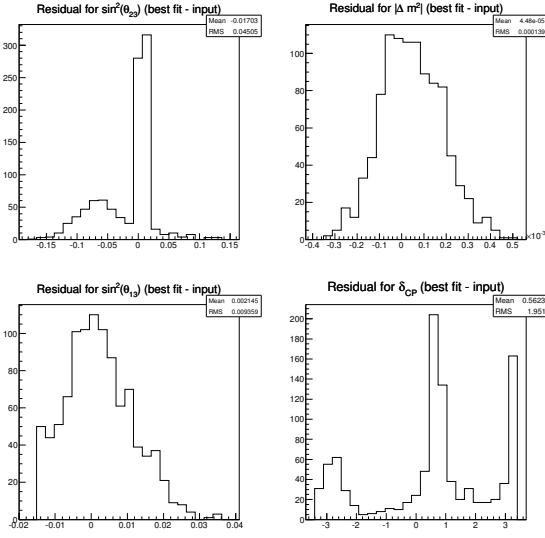 Residual for sin²(θ₂₃) (best fit - input)
Mean -0.01703
RMS 0.04505
300
250
200
150
100
50
0
-0.15 -0.1 -0.05 0 0.05 0.1 0.15
Residual for |Δ m²| (best fit - input)
Mean 4.48e-05
RMS 0.000139
100
80
60
40
20
0
-0.4 -0.3 -0.2 -0.1 0 0.1 0.2 0.3 0.4 0.5
×10⁻³
Residual for sin²(θ₁₃) (best fit - input)
Mean 0.002145
RMS 0.009359
100
80
60
40
20
0
-0.02 -0.01 0 0.01 0.02 0.03 0.04
Residual for δCP (best fit - input)
Mean 0.5623
RMS 1.951
200
180
160
140
120
100
80
60
40
20
0
-3 -2 -1 0 1 2 3